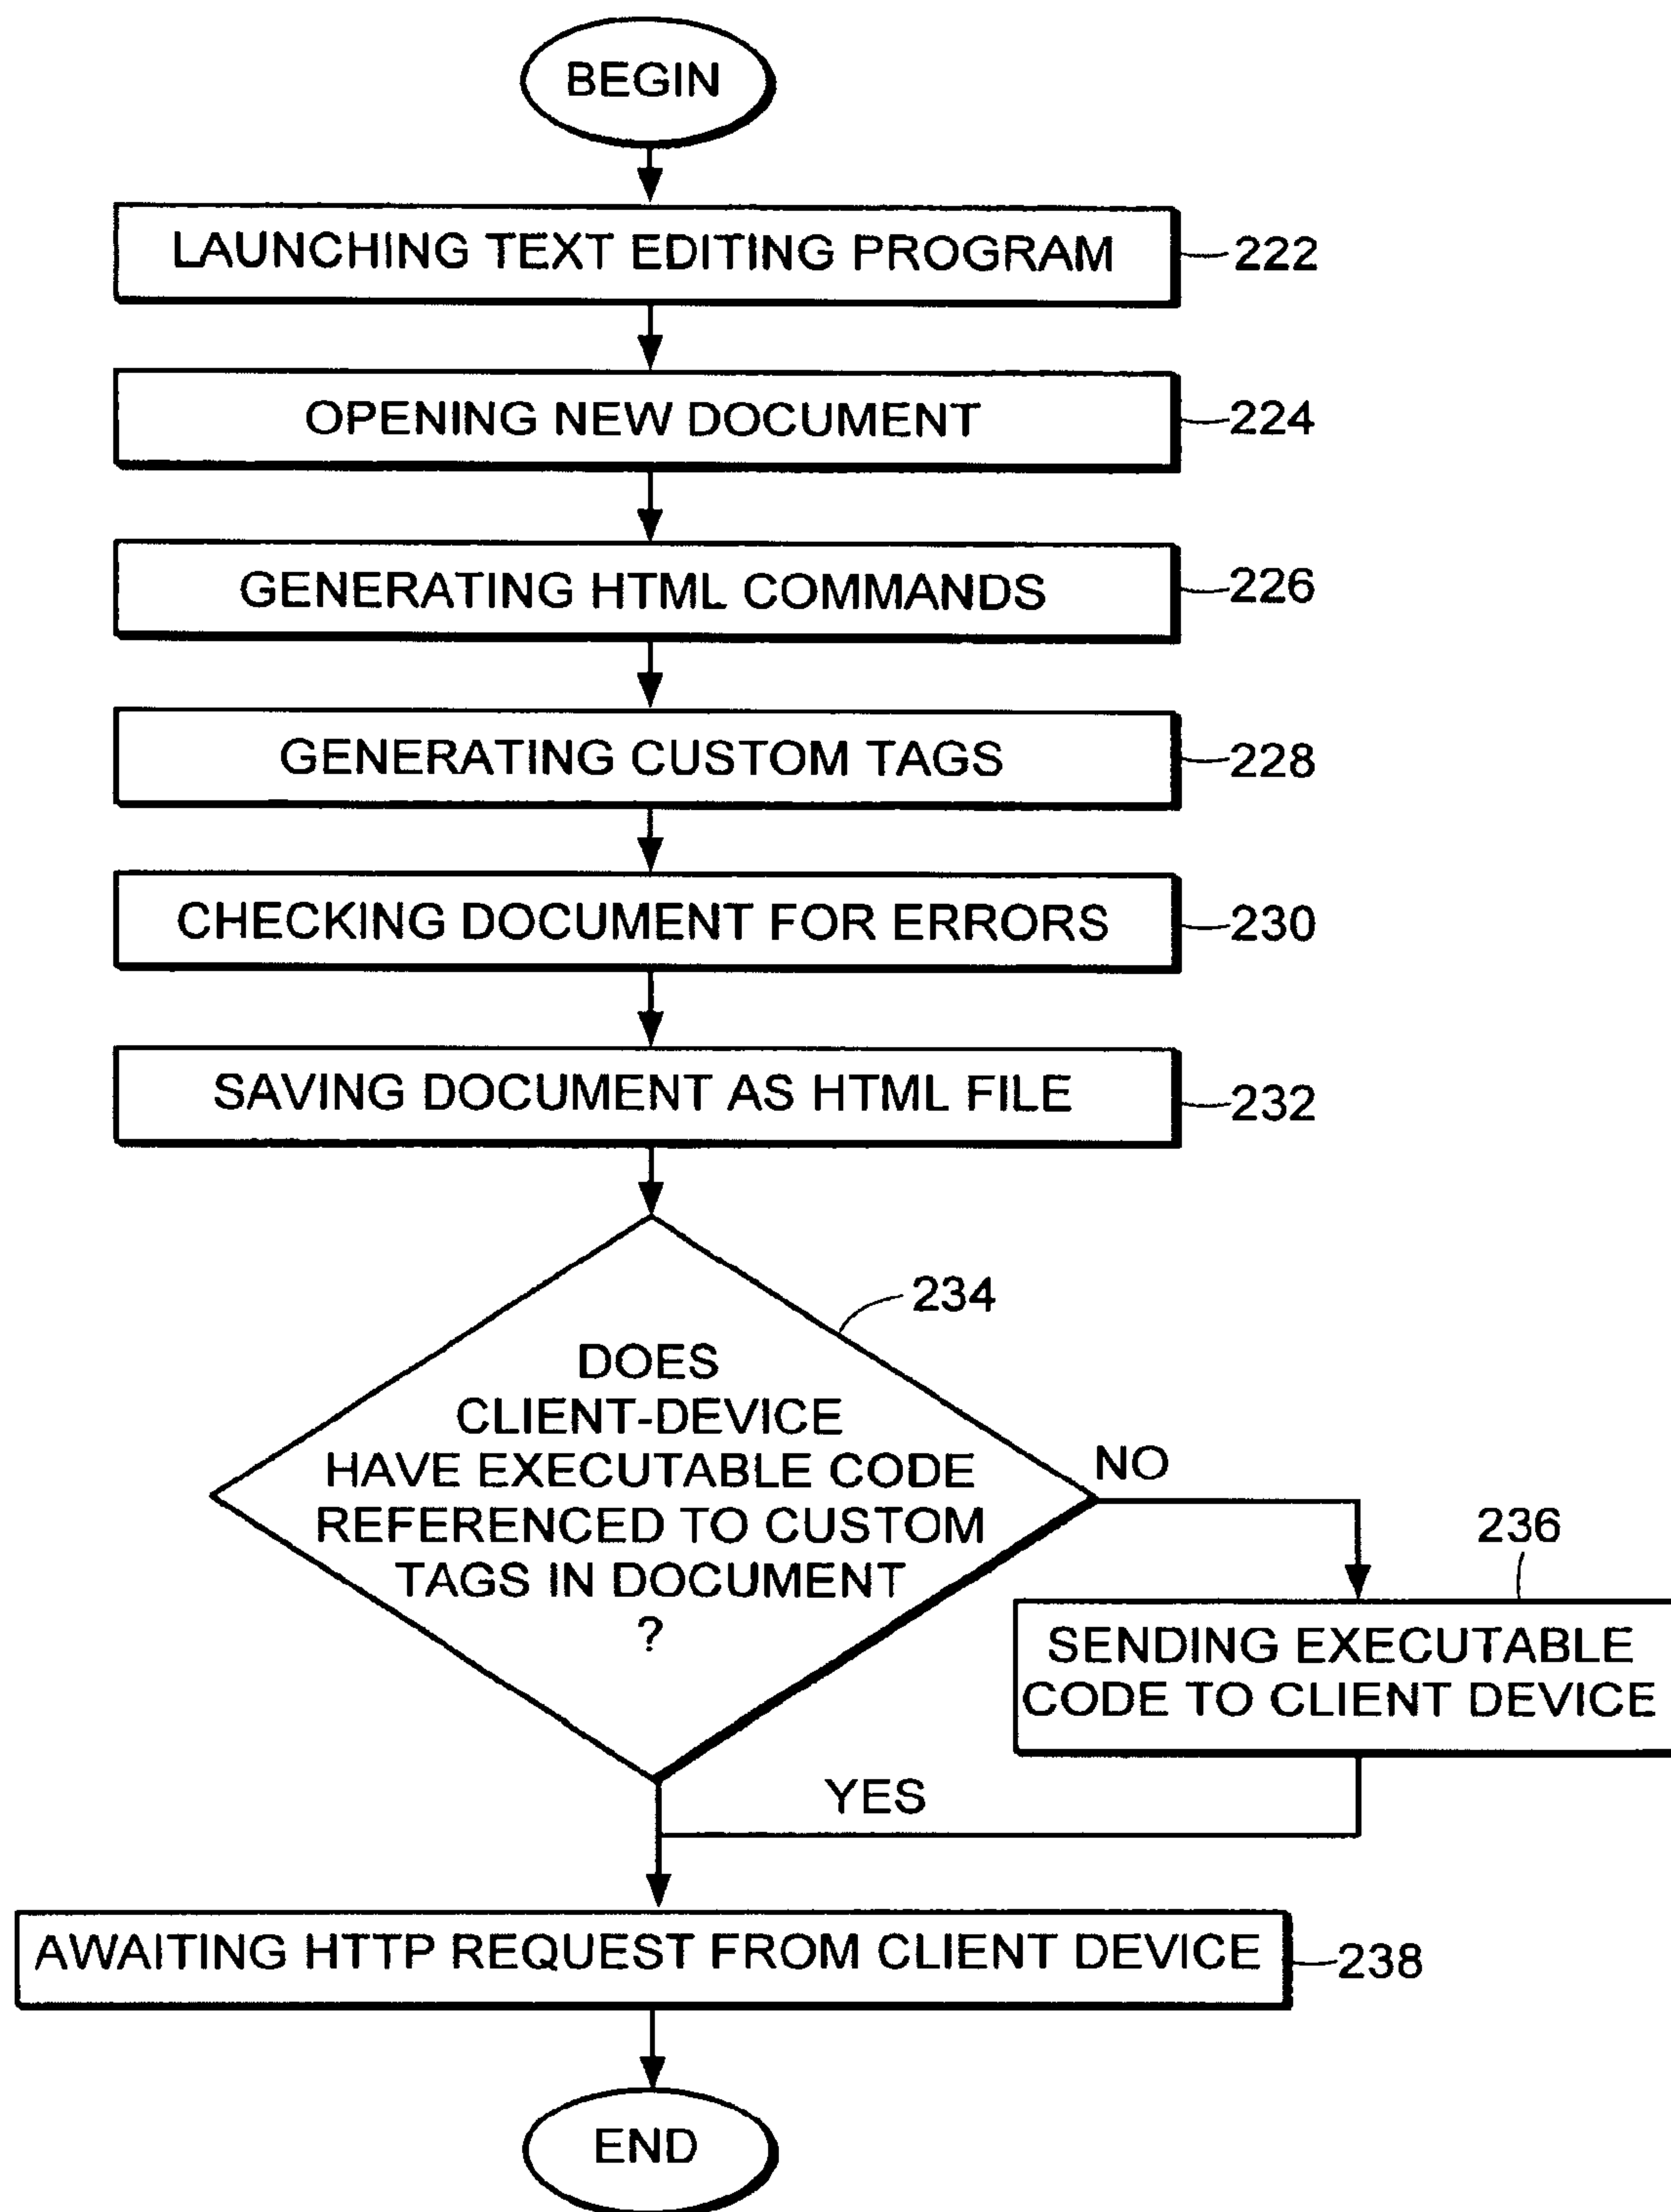 BEGIN
LAUNCHING TEXT EDITING PROGRAM
222
OPENING NEW DOCUMENT
224
GENERATING HTML COMMANDS
226
GENERATING CUSTOM TAGS
228
CHECKING DOCUMENT FOR ERRORS
230
SAVING DOCUMENT AS HTML FILE
232
234
DOES
CLIENT-DEVICE
HAVE EXECUTABLE CODE
REFERENCED TO CUSTOM
TAGS IN DOCUMENT
?
NO
236
SENDING EXECUTABLE
CODE TO CLIENT DEVICE
YES
AWAITING HTTP REQUEST FROM CLIENT DEVICE
238
END